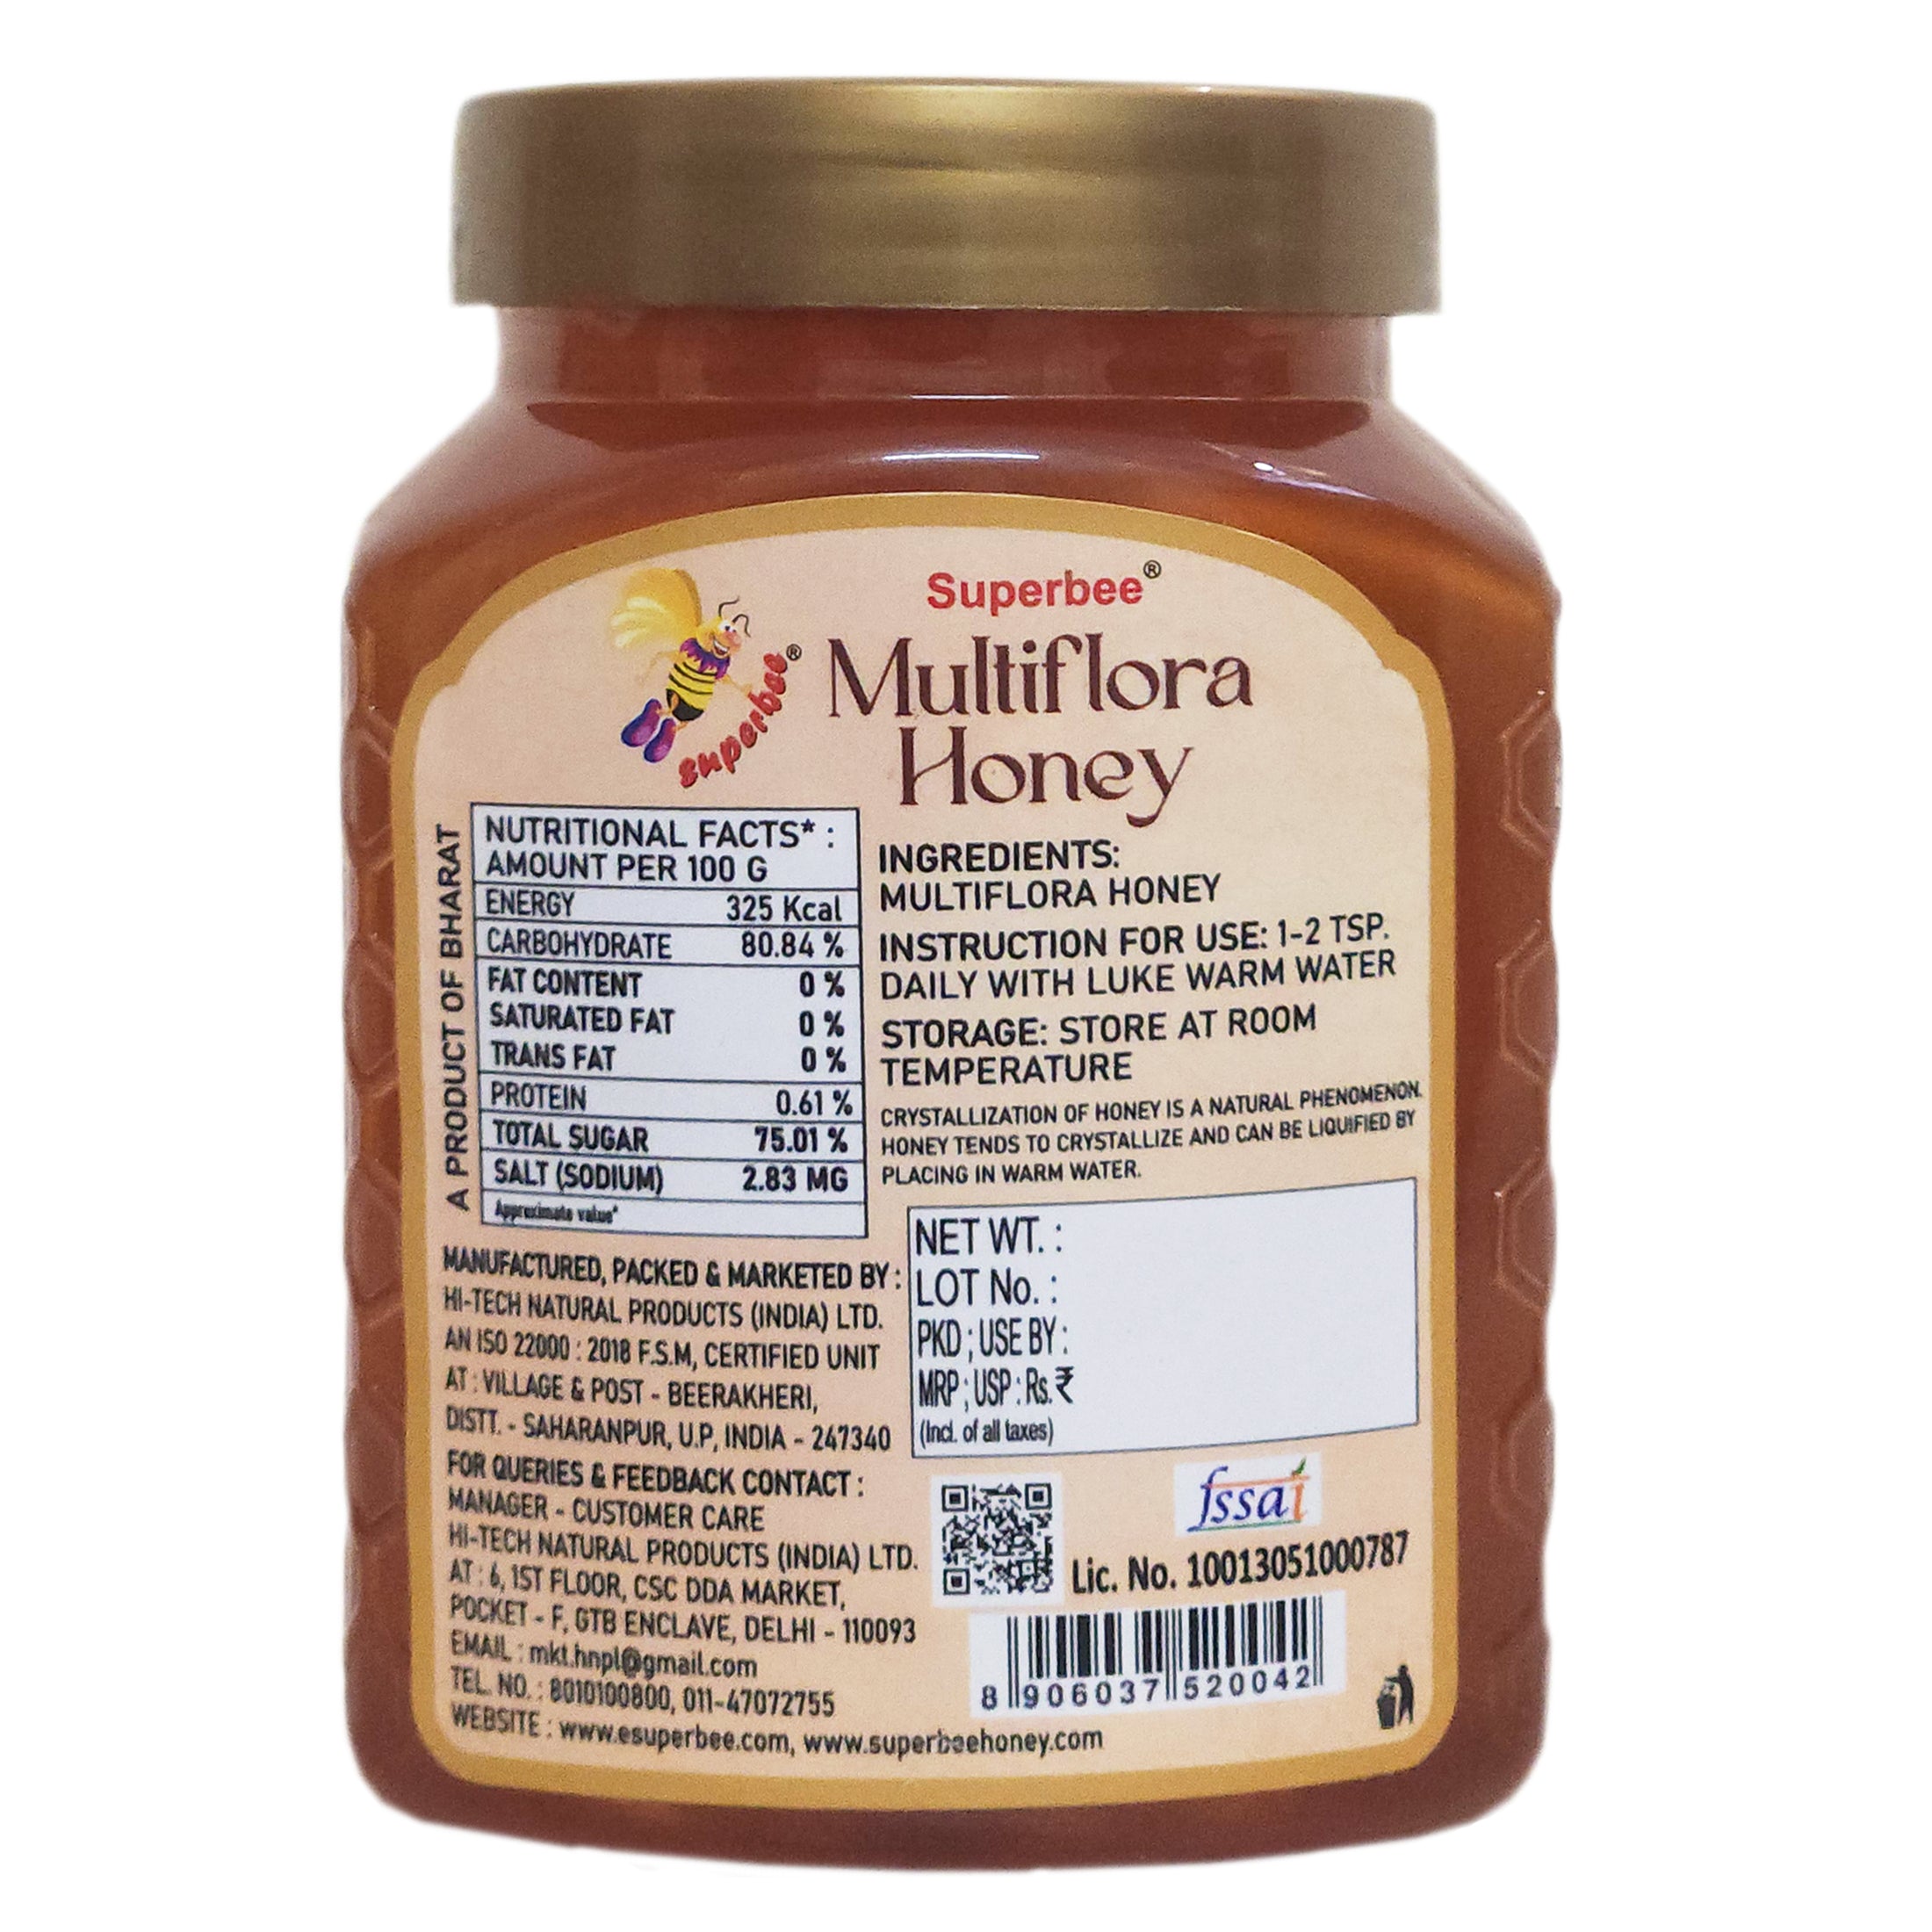 Superbee®
superbee®
Multiflora
Honey
A PRODUCT OF BHARAT
NUTRITIONAL FACTS* :
AMOUNT PER 100 G
ENERGY 325 Kcal
CARBOHYDRATE 80.84 %
FAT CONTENT 0 %
SATURATED FAT 0 %
TRANS FAT 0 %
PROTEIN 0.61 %
TOTAL SUGAR 75.01 %
SALT (SODIUM) 2.83 MG
Approximate value*
INGREDIENTS:
MULTIFLORA HONEY
INSTRUCTION FOR USE: 1-2 TSP.
DAILY WITH LUKE WARM WATER
STORAGE: STORE AT ROOM
TEMPERATURE
CRYSTALLIZATION OF HONEY IS A NATURAL PHENOMENON.
HONEY TENDS TO CRYSTALLIZE AND CAN BE LIQUIFIED BY
PLACING IN WARM WATER.
NET WT. :
LOT No. :
PKD ; USE BY :
MRP ; USP : Rs. ₹
(Incl. of all taxes)
MANUFACTURED, PACKED & MARKETED BY :
HI-TECH NATURAL PRODUCTS (INDIA) LTD.
AN ISO 22000 : 2018 F.S.M, CERTIFIED UNIT
AT : VILLAGE & POST - BEERAKHERI,
DISTT. - SAHARANPUR, U.P, INDIA - 247340
FOR QUERIES & FEEDBACK CONTACT :
MANAGER - CUSTOMER CARE
HI-TECH NATURAL PRODUCTS (INDIA) LTD.
AT : 6, 1ST FLOOR, CSC DDA MARKET,
POCKET - F, GTB ENCLAVE, DELHI - 110093
EMAIL : mkt.hnpl@gmail.com
TEL. NO. : 8010100800, 011-47072755
WEBSITE : www.esuperbee.com, www.superbeehoney.com
fssai
Lic. No. 10013051000787
8 906037 520042